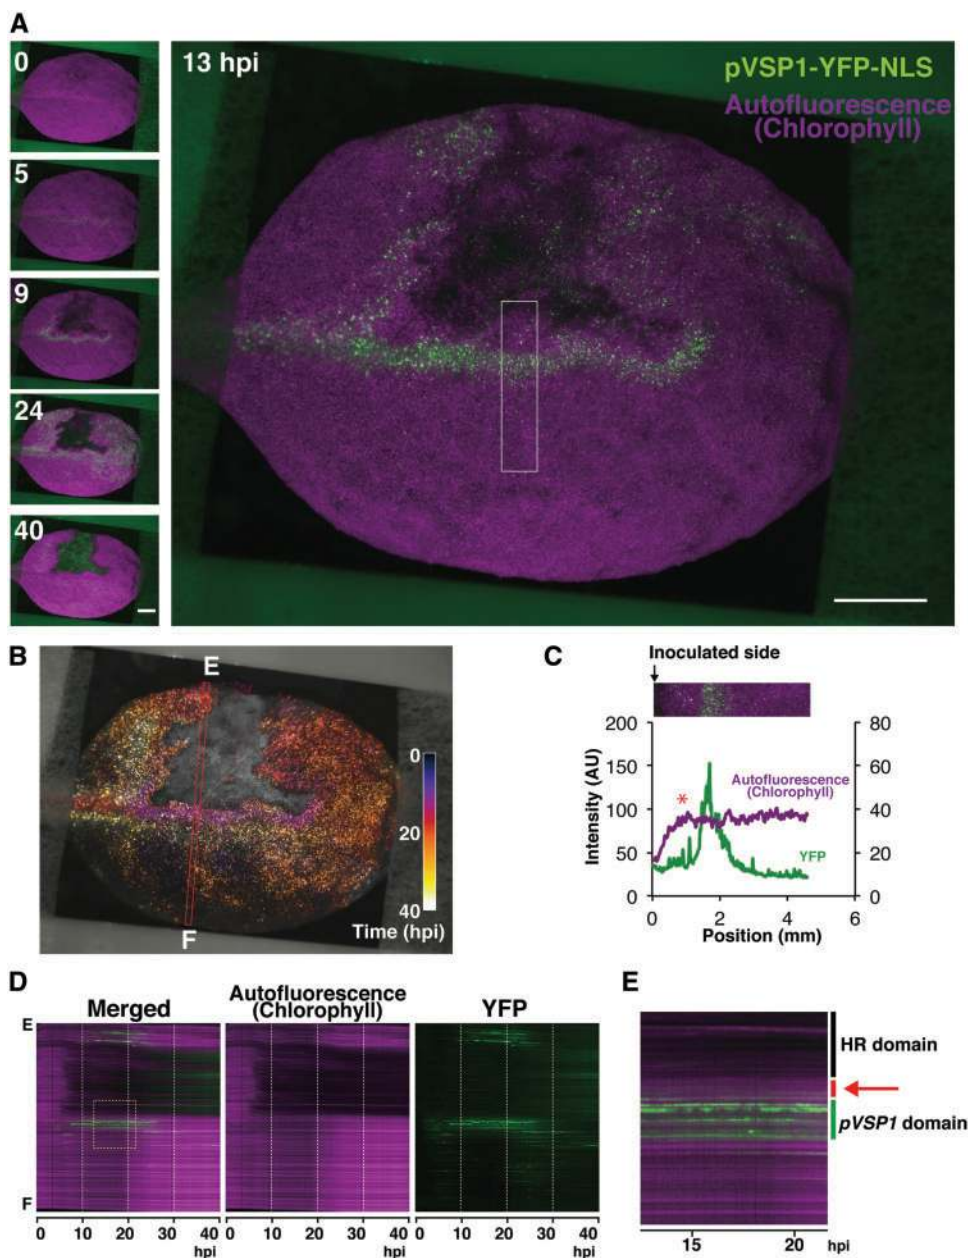 A
0
5
9
24
40
13 hpi
pVSP1-YFP-NLS
Autofluorescence
(Chlorophyll)
B
E
F
0
20
40
Time (hpi)
C
Inoculated side
200
150
100
50
0
80
60
40
20
0
Intensity (AU)
*
Autofluorescence
(Chlorophyll)
YFP
0 2 4 6
Position (mm)
D
Merged
Autofluorescence
(Chlorophyll)
YFP
E
F
0 10 20 30 40
hpi
0 10 20 30 40
hpi
0 10 20 30 40
hpi
E
HR domain
pVSP1 domain
15 20 hpi